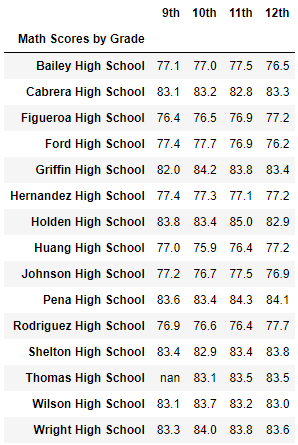 9th 10th 11th 12th
Math Scores by Grade
Bailey High School 77.1 77.0 77.5 76.5
Cabrera High School 83.1 83.2 82.8 83.3
Figueroa High School 76.4 76.5 76.9 77.2
Ford High School 77.4 77.7 76.9 76.2
Griffin High School 82.0 84.2 83.8 83.4
Hernandez High School 77.4 77.3 77.1 77.2
Holden High School 83.8 83.4 85.0 82.9
Huang High School 77.0 75.9 76.4 77.2
Johnson High School 77.2 76.7 77.5 76.9
Pena High School 83.6 83.4 84.3 84.1
Rodriguez High School 76.9 76.6 76.4 77.7
Shelton High School 83.4 82.9 83.4 83.8
Thomas High School nan 83.1 83.5 83.5
Wilson High School 83.1 83.7 83.2 83.0
Wright High School 83.3 84.0 83.8 83.6